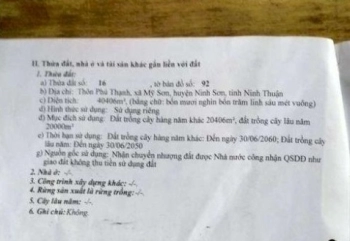 II. Thửa đất, nhà ở và tài sản khác gắn liền với đất
1. Thửa đất:
a) Thửa đất số: 16 , tờ bản đồ số: 92
b) Địa chỉ: Thôn Phú Thạnh, xã Mỹ Sơn, huyện Ninh Sơn, tỉnh Ninh Thuận
c) Diện tích: 40406m², (bằng chữ: bốn mươi nghìn bốn trăm linh sáu mét vuông)
d) Hình thức sử dụng: Sử dụng riêng
đ) Mục đích sử dụng: Đất trồng cây hàng năm khác 20406m², đất trồng cây lâu năm
20000m²
e) Thời hạn sử dụng: Đất trồng cây hàng năm khác: Đến ngày 30/06/2060; Đất trồng cây
lâu năm: Đến ngày 30/06/2050
g) Nguồn gốc sử dụng: Nhận chuyển nhượng đất được Nhà nước công nhận QSDĐ như
giao đất không thu tiền sử dụng đất
2. Nhà ở: -/-.
3. Công trình xây dựng khác: -/-.
4. Rừng sản xuất là rừng trồng: -/-.
5. Cây lâu năm: -/-.
6. Ghi chú: Không.